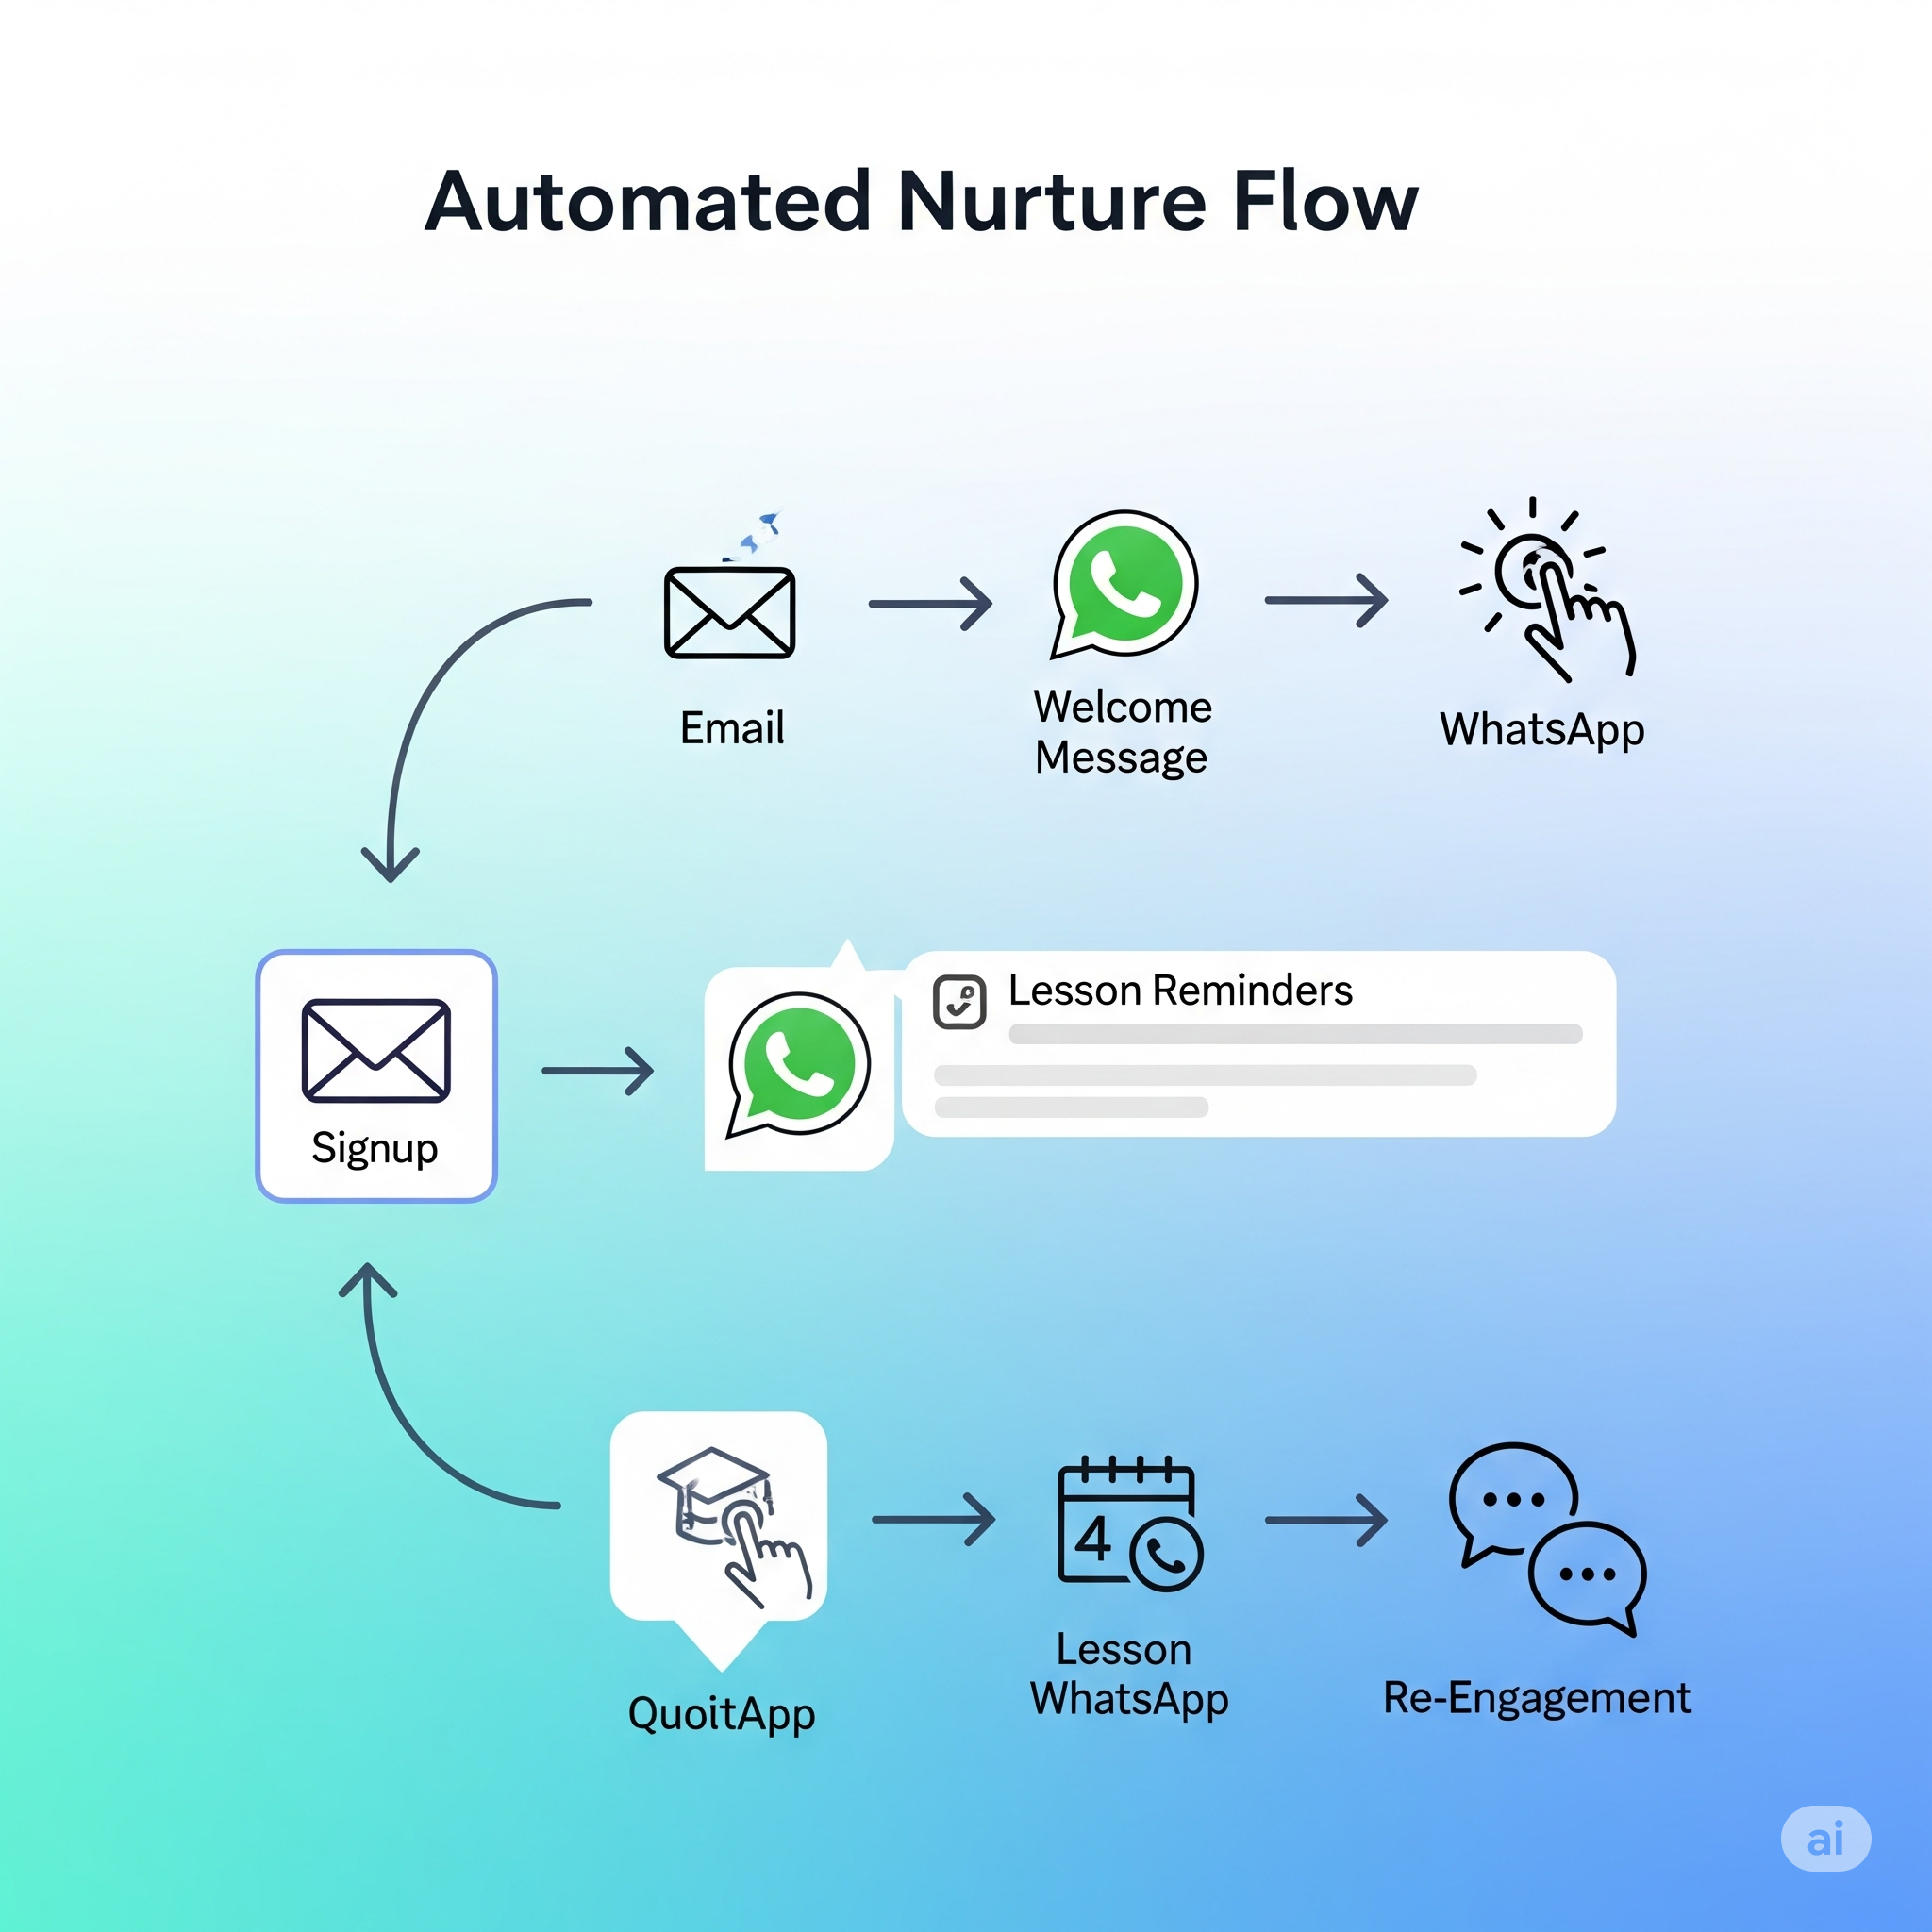 Automated Nurture Flow
Email
Welcome
Message
WhatsApp
Signup
Lesson Reminders
QuoitApp
4
Lesson
WhatsApp
Re-Engagement
ai